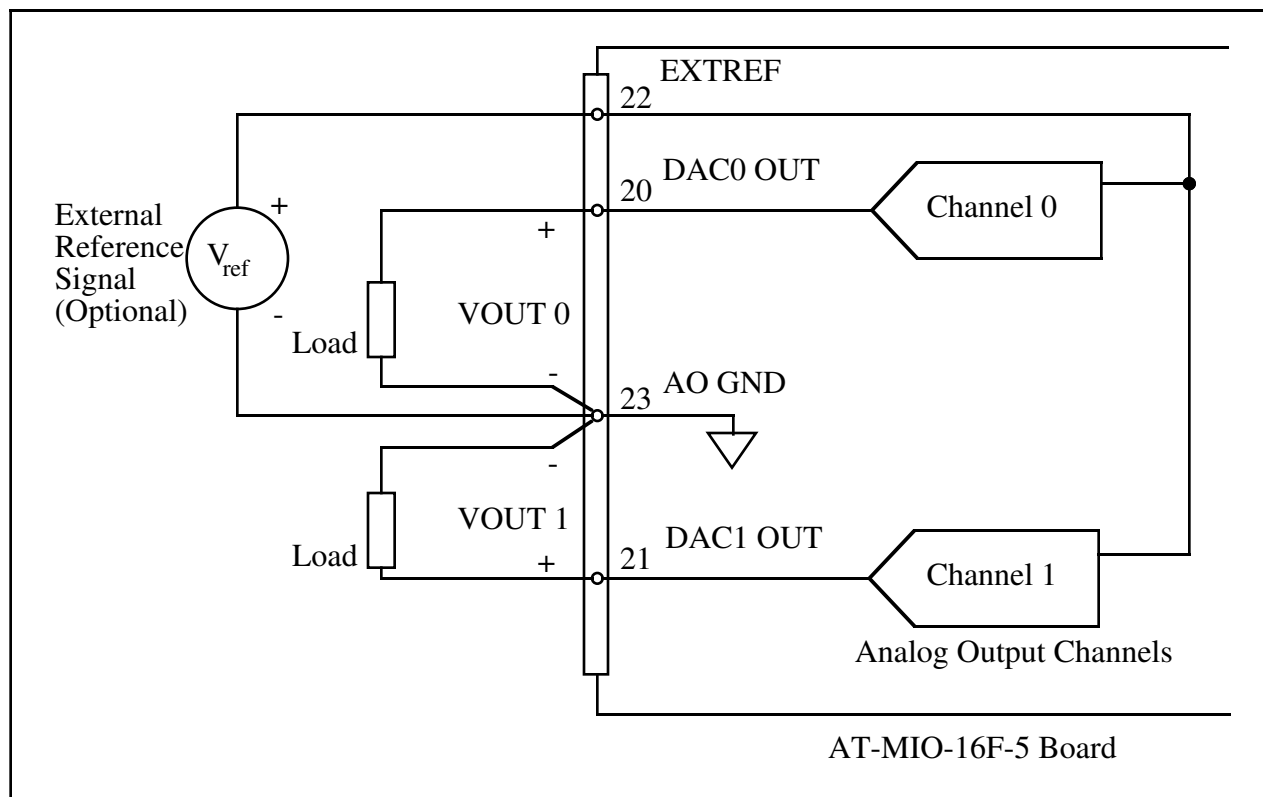 EXTREF
22
DAC0 OUT
20
Channel 0
+
External
Reference
Signal
(Optional)
Vref
-
+
VOUT 0
Load
-
23
AO GND
-
VOUT 1
Load
+
21
DAC1 OUT
Channel 1
Analog Output Channels
AT-MIO-16F-5 Board